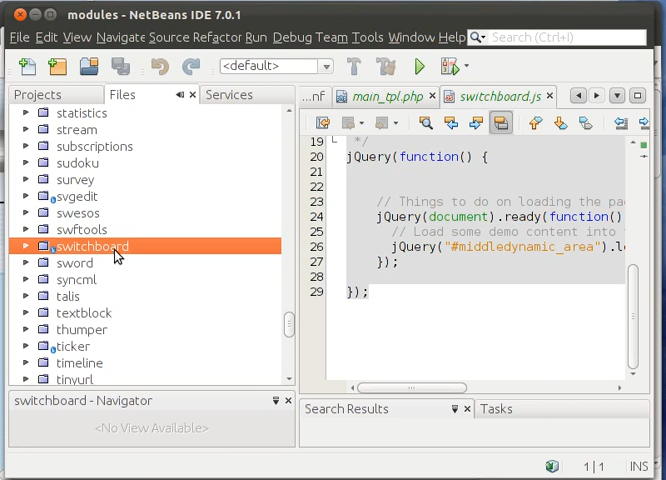 modules - NetBeans IDE 7.0.1
File Edit View Navigate Source Refactor Run Debug Team Tools Window Help
Search (Ctrl+I)
<default>
Projects
Files
Services
...nf
main_tpl.php
switchboard.js
statistics
stream
subscriptions
sudoku
survey
svgedit
swesos
swftools
switchboard
sword
syncml
talis
textblock
thumper
ticker
timeline
tinyurl
19 */
20 jQuery(function() {
21
22
23 // Things to do on loading the pa
24 jQuery(document).ready(function()
25 // Load some demo content into
26 jQuery("#middledynamic_area").l
27 });
28
29 });
switchboard - Navigator
<No View Available>
Search Results
Tasks
1 | 1
INS